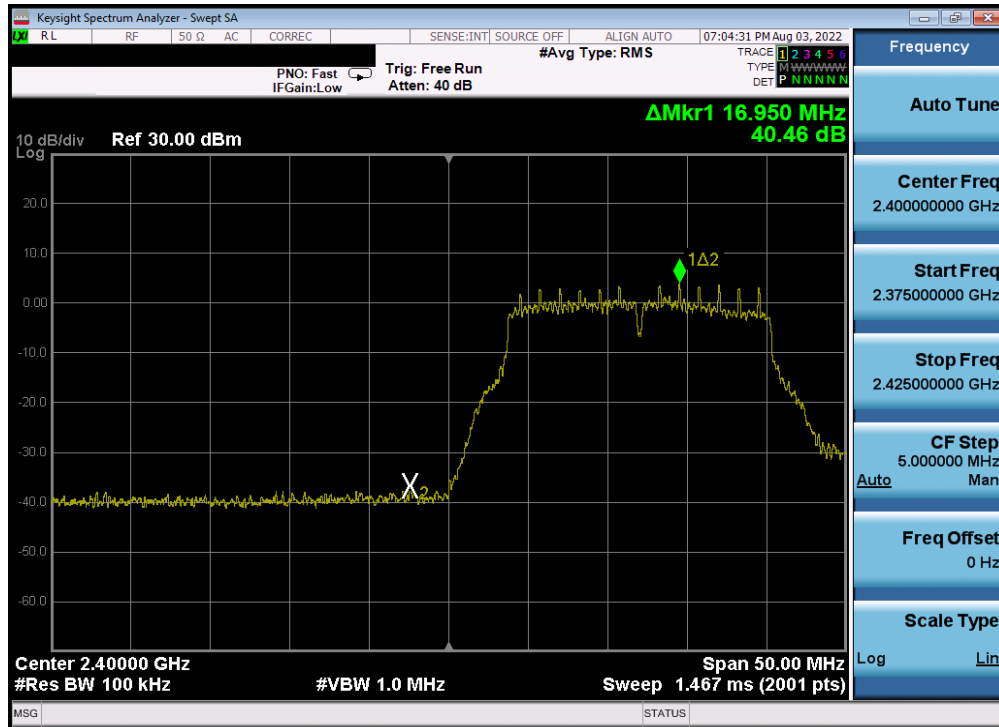 Keysight Spectrum Analyzer - Swept SA
LXI RL RF 50 Ω AC CORREC SENSE:INT SOURCE OFF ALIGN AUTO 07:04:31 PM Aug 03, 2022
#Avg Type: RMS
TRACE 1 2 3 4 5 6
PNO: Fast Trig: Free Run TYPE M W W W W W
IFGain:Low Atten: 40 dB DET P N N N N N
ΔMkr1 16.950 MHz
40.46 dB
10 dB/div Ref 30.00 dBm
Log
20.0
10.0
1Δ2
0.00
-10.0
-20.0
-30.0
X2
-40.0
-50.0
-60.0
Center 2.40000 GHz Span 50.00 MHz
#Res BW 100 kHz #VBW 1.0 MHz Sweep 1.467 ms (2001 pts)
MSG STATUS
Frequency
Auto Tune
Center Freq
2.400000000 GHz
Start Freq
2.375000000 GHz
Stop Freq
2.425000000 GHz
CF Step
5.000000 MHz
Auto Man
Freq Offset
0 Hz
Scale Type
Log Lin